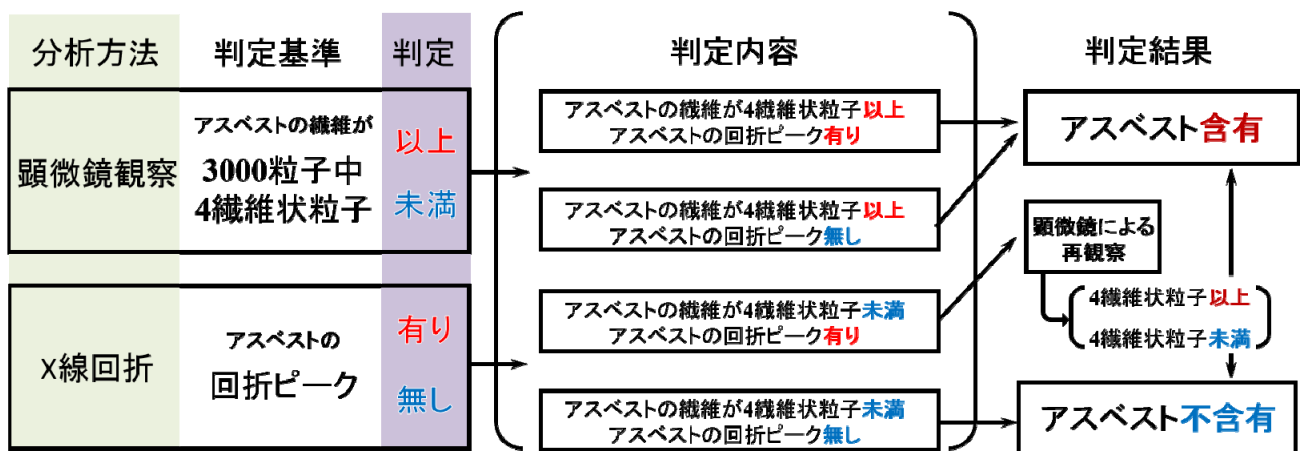 分析方法
判定基準
判定
判定内容
判定結果
顕微鏡観察
アスベストの繊維が
3000粒子中
4繊維状粒子
以上
未満
X線回折
アスベストの
回折ピーク
有り
無し
アスベストの繊維が4繊維状粒子以上
アスベストの回折ピーク有り
アスベストの繊維が4繊維状粒子以上
アスベストの回折ピーク無し
アスベストの繊維が4繊維状粒子未満
アスベストの回折ピーク有り
アスベストの繊維が4繊維状粒子未満
アスベストの回折ピーク無し
アスベスト含有
顕微鏡による
再観察
4繊維状粒子以上
4繊維状粒子未満
アスベスト不含有